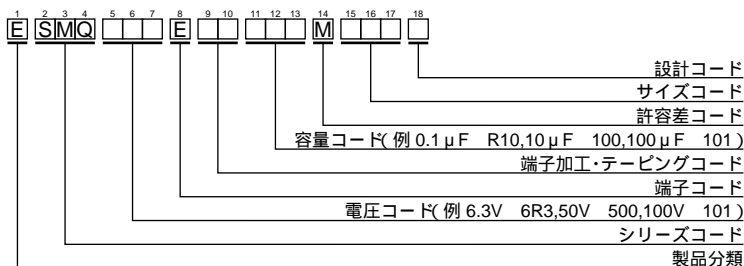 1 2 3 4 5 6 7 8 9 10 11 12 13 14 15 16 17 18
E SMQ E M
設計コード
サイズコード
許容差コード
容量コード(例 0.1μF R10,10μF 100,100μF 101)
端子加工・テーピングコード
端子コード
電圧コード(例 6.3V 6R3,50V 500,100V 101)
シリーズコード
製品分類